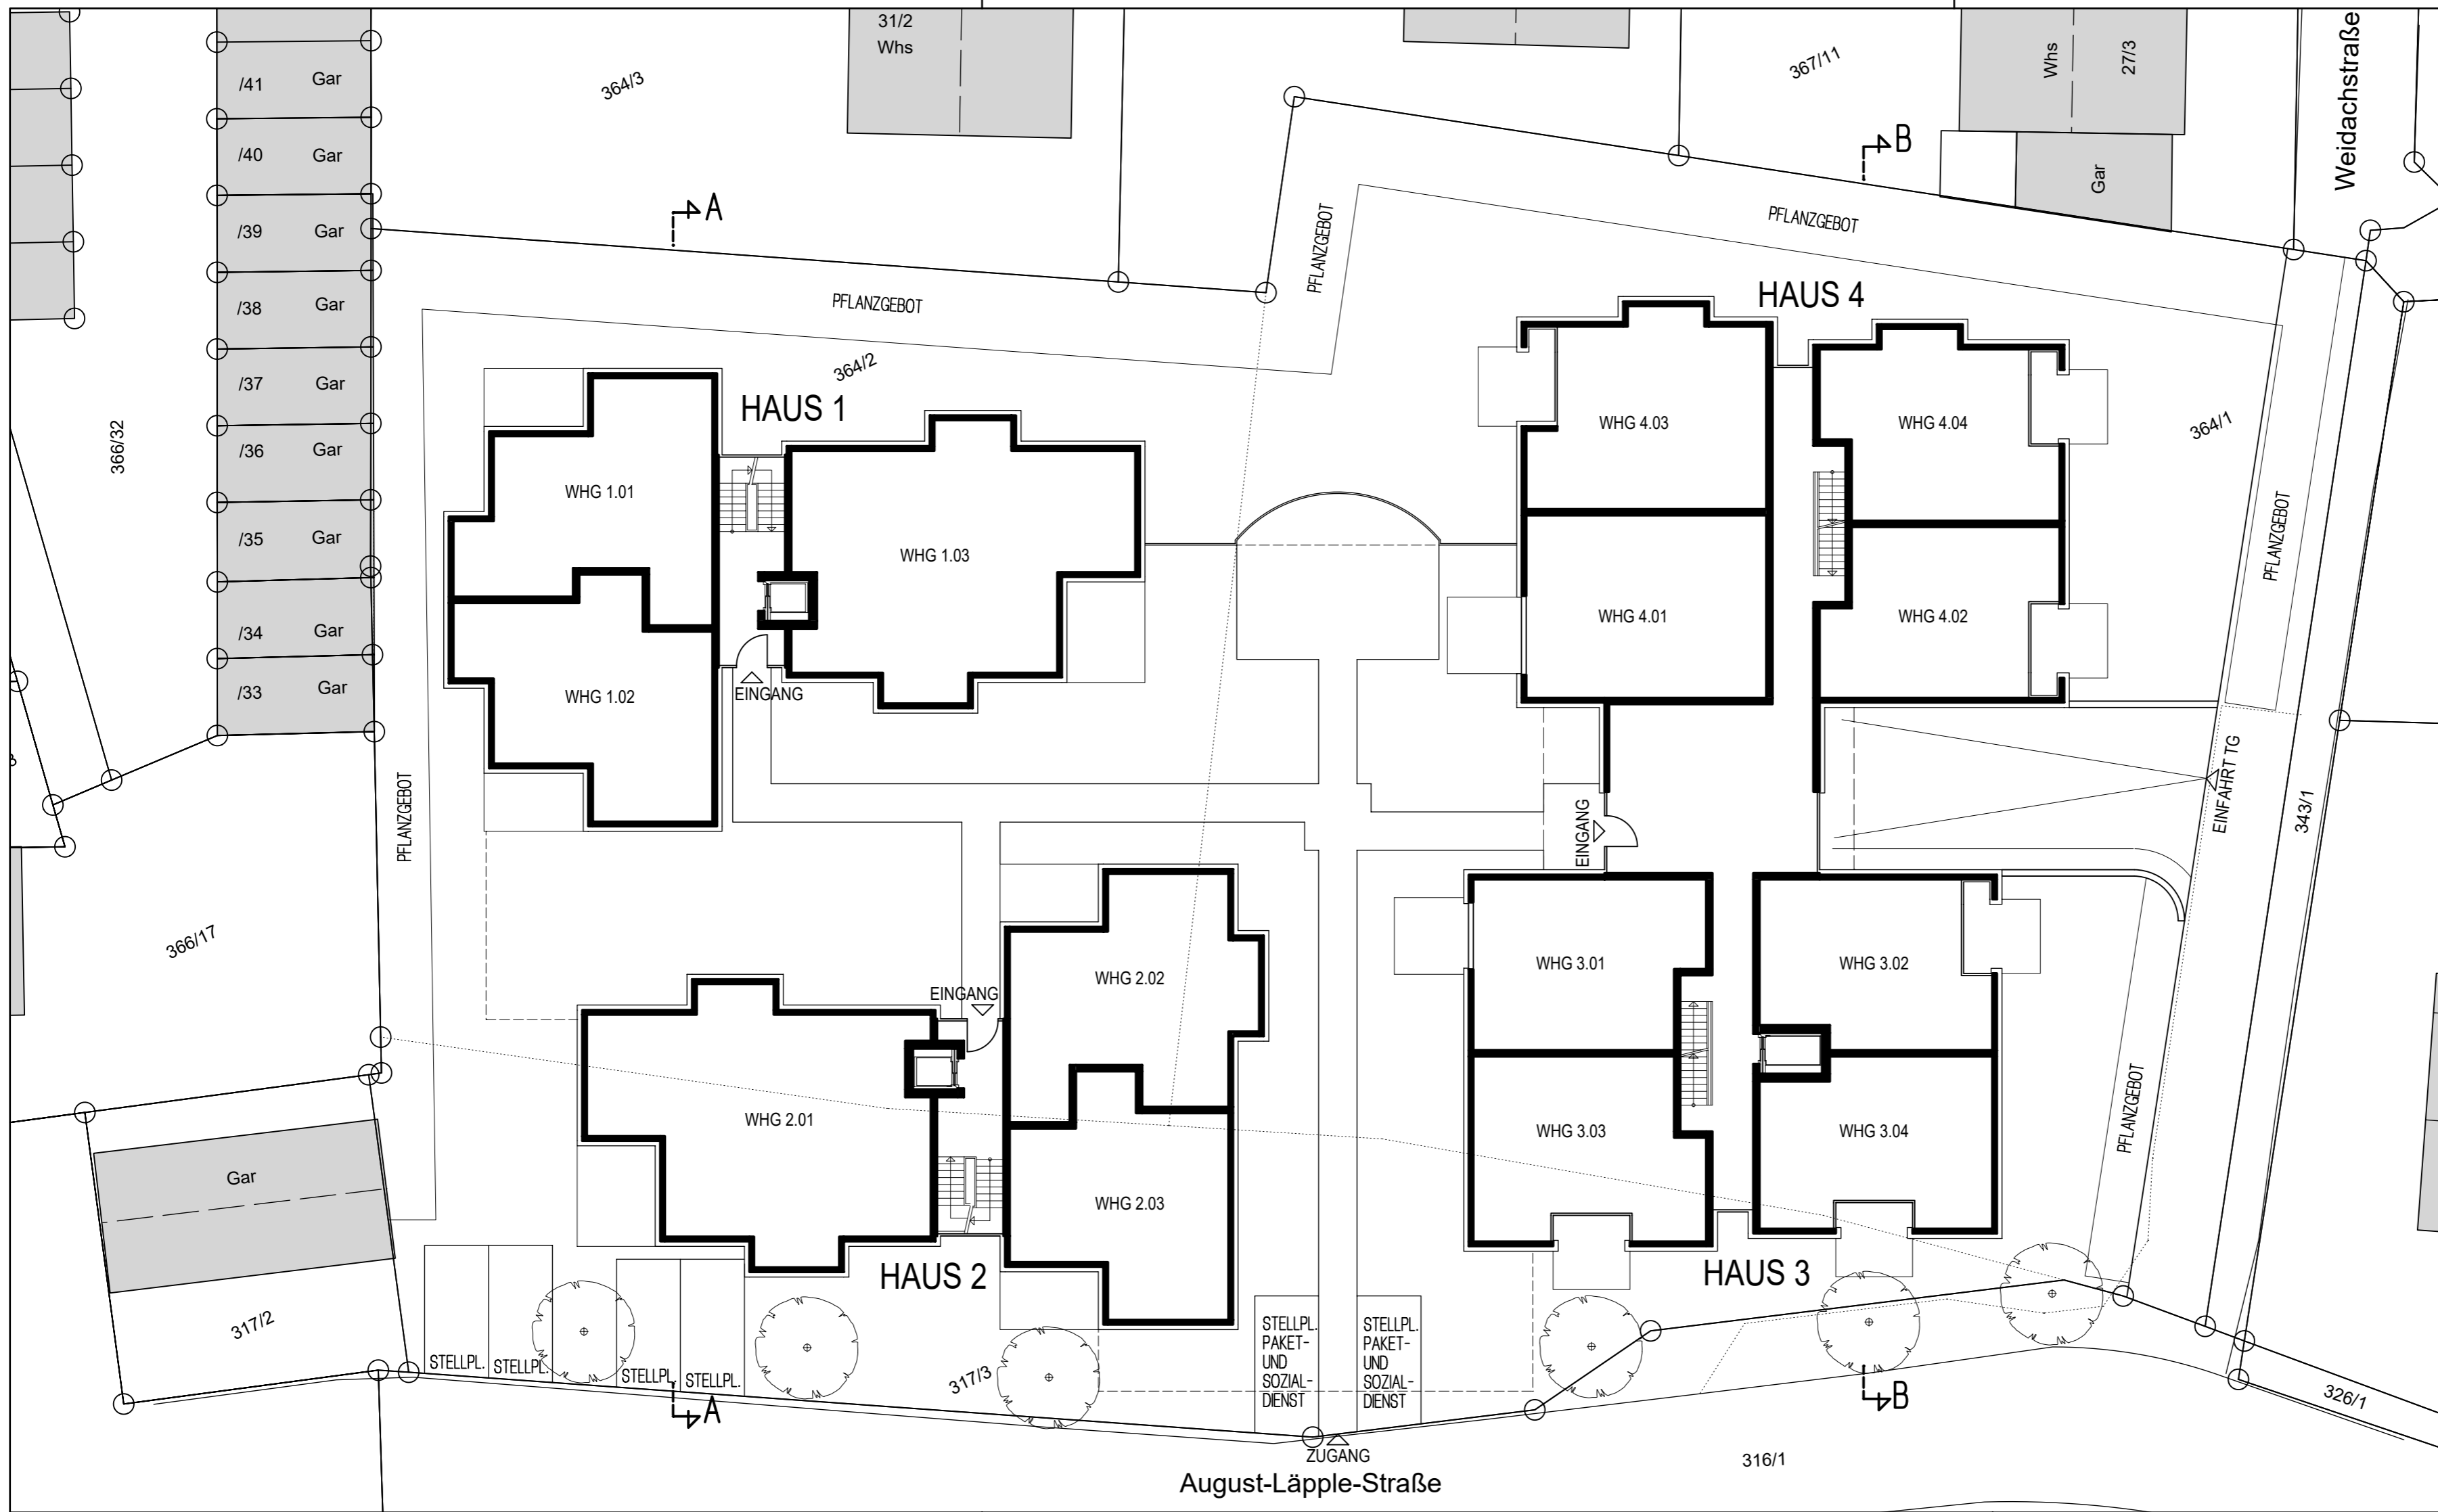 31/2
Whs
/41 Gar
364/3
367/11
Whs
27/3
Weidachstraße
/40 Gar
B
Gar
/39 Gar
A
PFLANZGEBOT
PFLANZGEBOT
/38 Gar
PFLANZGEBOT
HAUS 4
/37 Gar
364/2
HAUS 1
366/32
/36 Gar
WHG 4.03
WHG 4.04
364/1
WHG 1.01
/35 Gar
WHG 1.03
PFLANZGEBOT
/34 Gar
WHG 4.01
WHG 4.02
/33 Gar
WHG 1.02
EINGANG
PFLANZGEBOT
EINGANG
EINFAHRT TG
343/1
366/17
WHG 2.02
WHG 3.01
WHG 3.02
EINGANG
WHG 2.01
WHG 3.03
WHG 3.04
PFLANZGEBOT
Gar
WHG 2.03
HAUS 2
HAUS 3
317/2
STELLPL.
STELLPL.
STELLPL.
STELLPL.
A
317/3
STELLPL.
PAKET-
UND
SOZIAL-
DIENST
STELLPL.
PAKET-
UND
SOZIAL-
DIENST
B
326/1
ZUGANG
316/1
August-Läpple-Straße